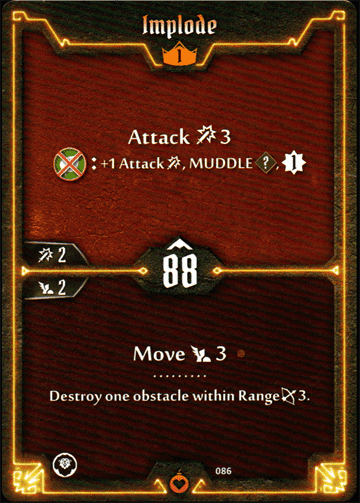 Implode
1
Attack 3
: +1 Attack , MUDDLE ? , 1
2
88
2
Move 3
Destroy one obstacle within Range 3.
086